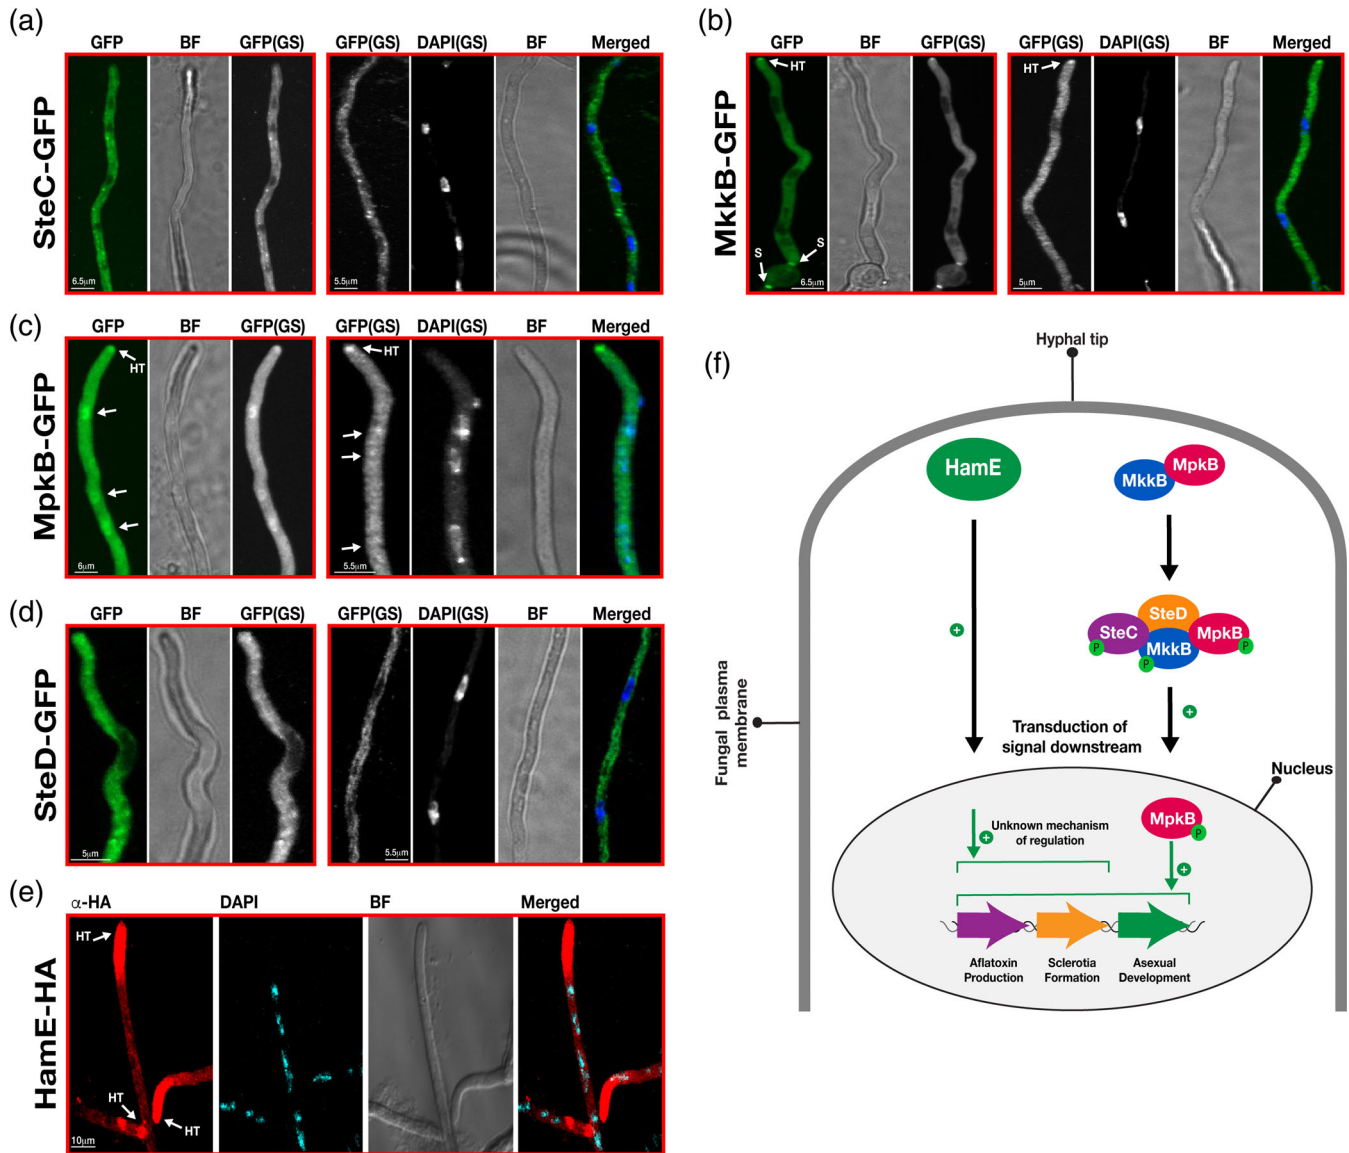 (a)
GFP BF GFP(GS) GFP(GS) DAPI(GS) BF Merged
SteC-GFP
6.5μm
5.5μm
(b)
GFP BF GFP(GS) GFP(GS) DAPI(GS) BF Merged
MkkB-GFP
HT
S
S
6.5μm
HT
5μm
(c)
GFP BF GFP(GS) GFP(GS) DAPI(GS) BF Merged
MpkB-GFP
HT
6μm
HT
5.5μm
(d)
GFP BF GFP(GS) GFP(GS) DAPI(GS) BF Merged
SteD-GFP
5μm
5.5μm
(e)
α-HA DAPI BF Merged
HamE-HA
HT
HT
HT
10μm
(f)
Hyphal tip
HamE
MkkB
MpkB
SteD
SteC
MkkB
MpkB
P
P
P
+
+
Fungal plasma
membrane
Transduction of
signal downstream
Nucleus
MpkB
P
+
Unknown mechanism
of regulation
+
Aflatoxin
Production
Sclerotia
Formation
Asexual
Development